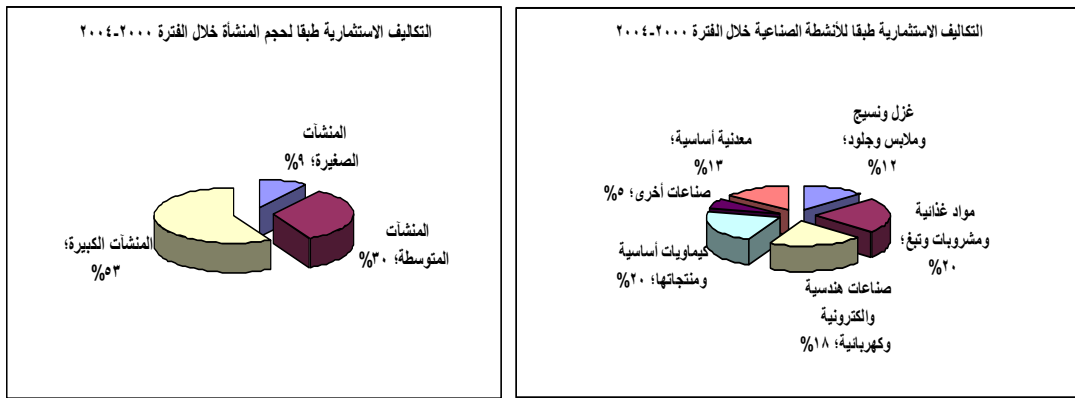 التكاليف الاستثمارية طبقا للأنشطة الصناعية خلال الفترة ٢٠٠٠-٢٠٠٤
غزل ونسيج
وملابس وجلود؛
١٢%
مواد غذائية
ومشروبات وتبغ؛
٢٠%
صناعات هندسية
والكترونية
وكهربائية؛ ١٨%
كيماويات أساسية
ومنتجاتها؛ ٢٠%
صناعات أخرى؛ ٥%
معدنية أساسية؛
١٣%
التكاليف الاستثمارية طبقا لحجم المنشأة خلال الفترة ٢٠٠٠-٢٠٠٤
المنشآت
الصغيرة؛ ٩%
المنشآت
المتوسطة؛ ٣٠%
المنشآت الكبيرة؛
٥٣%